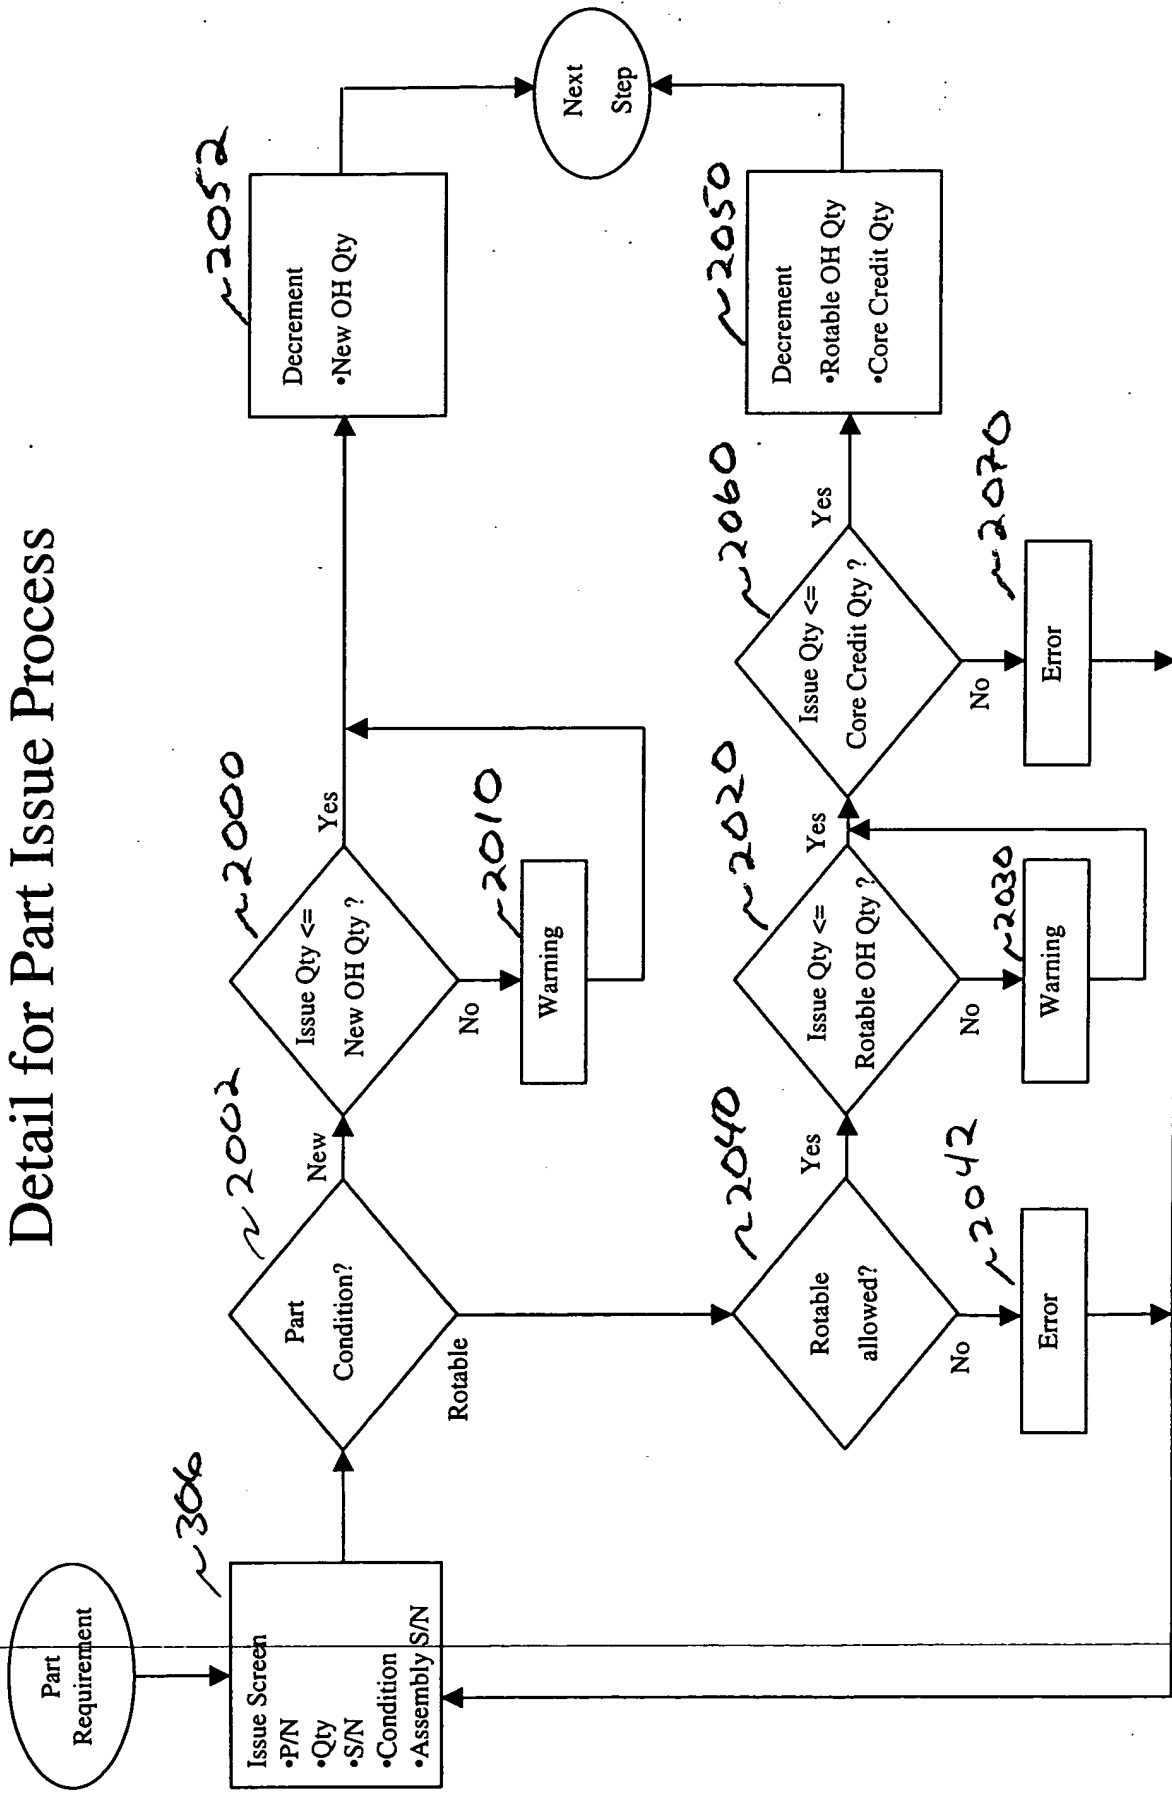 Detail for Part Issue Process
Part
Requirement
~306
Issue Screen
•P/N
•Qty
•S/N
•Condition
•Assembly S/N
~2002
Part
Condition?
New
Rotable
~2000
Issue Qty <=
New OH Qty ?
Yes
No
~2010
Warning
~2052
Decrement
•New OH Qty
Next
Step
~2040
Rotable
allowed?
Yes
No
~2042
Error
~2020
Issue Qty <=
Rotable OH Qty ?
Yes
No
~2030
Warning
~2060
Issue Qty <=
Core Credit Qty ?
Yes
No
~2070
Error
~2050
Decrement
•Rotable OH Qty
•Core Credit Qty